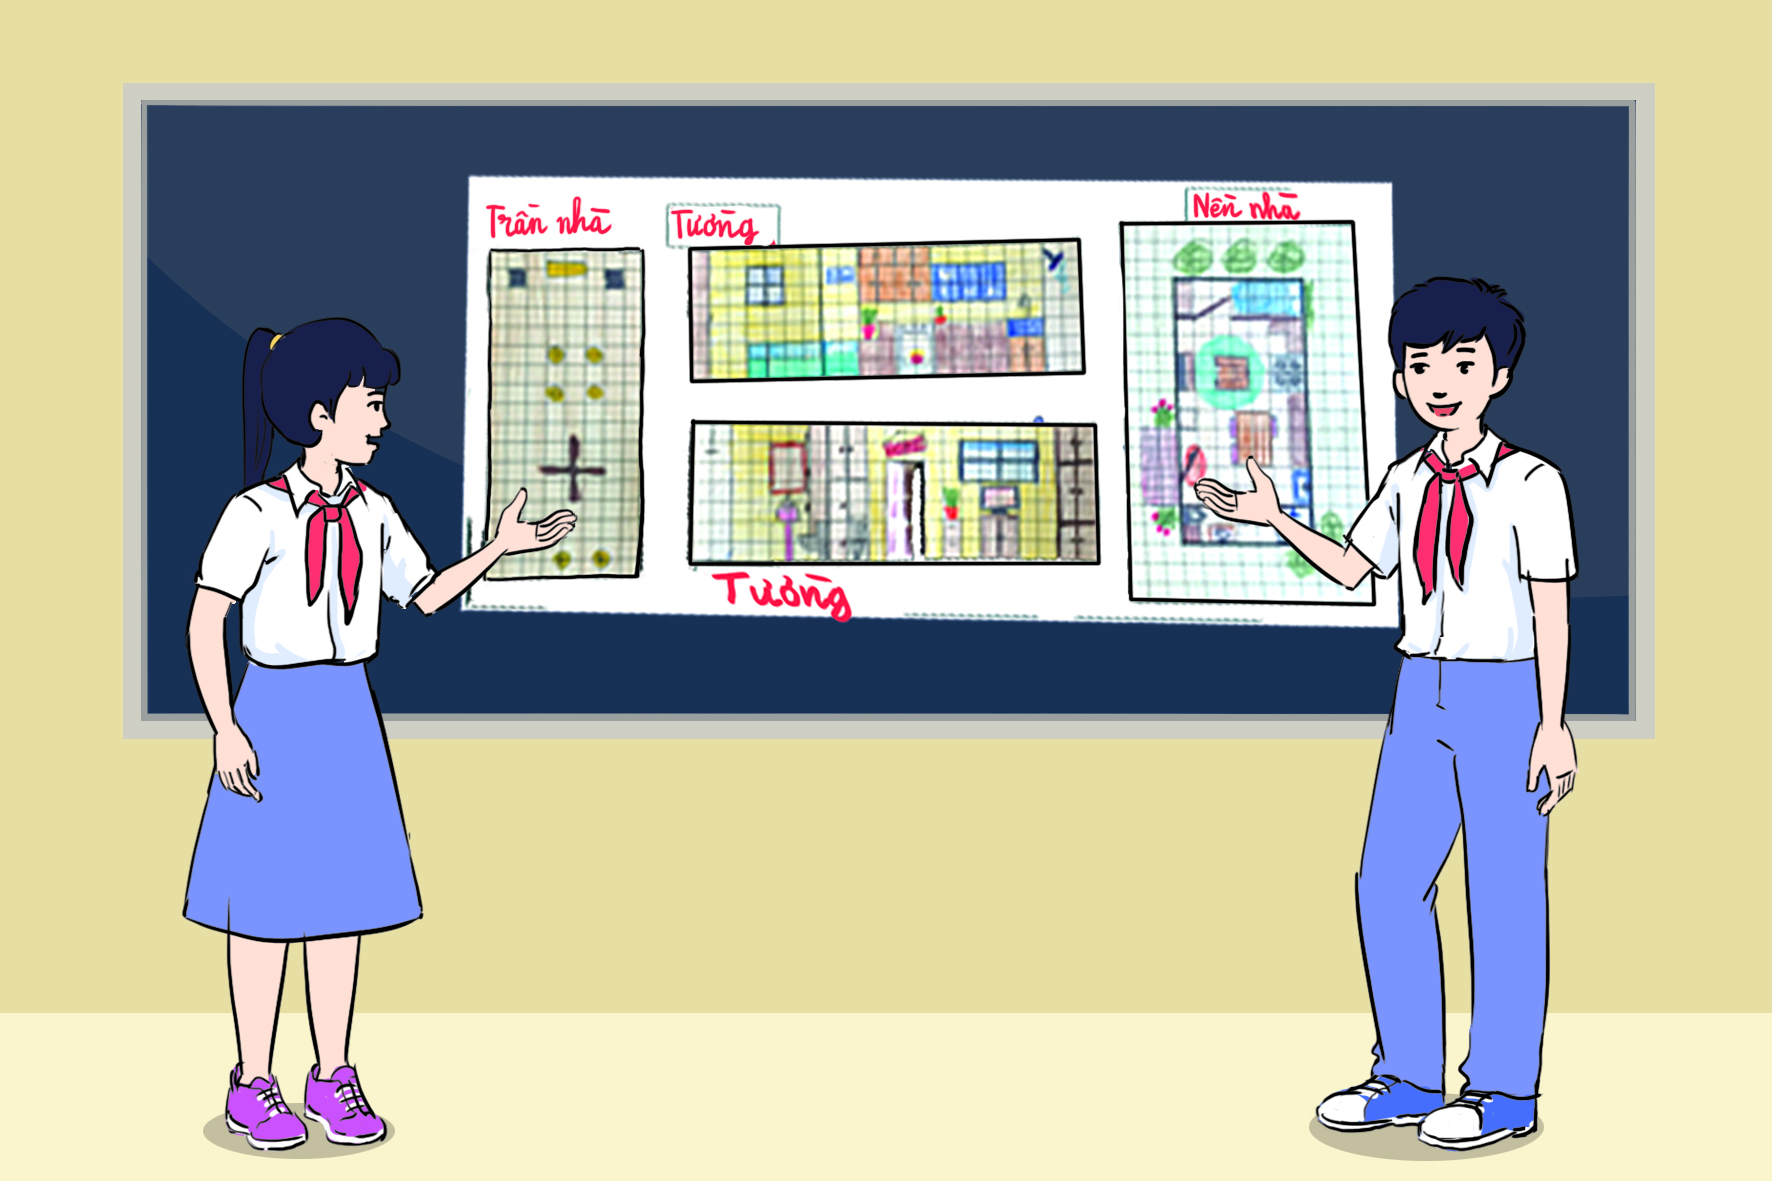 Trần nhà
Tường
Nền nhà
Tường